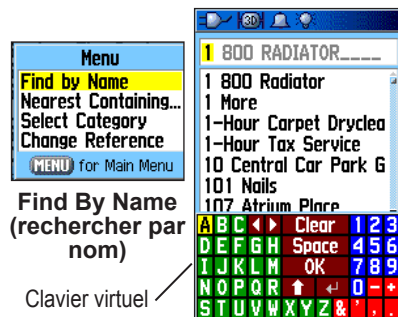 Menu
Find by Name
Nearest Containing...
Select Category
Change Reference
MENU for Main Menu
Find By Name
(rechercher par
nom)
Clavier virtuel
3D
1 800 RADIATOR____
1 800 Radiator
1 More
1-Hour Carpet Dryclea
1-Hour Tax Service
10 Central Car Park G
101 Nails
107 Atrium Place
A B C Clear 1 2 3
D E F G H Space 4 5 6
I J K L M OK 7 8 9
N O P Q R 0 - +
S T U V W X Y Z & ' , .